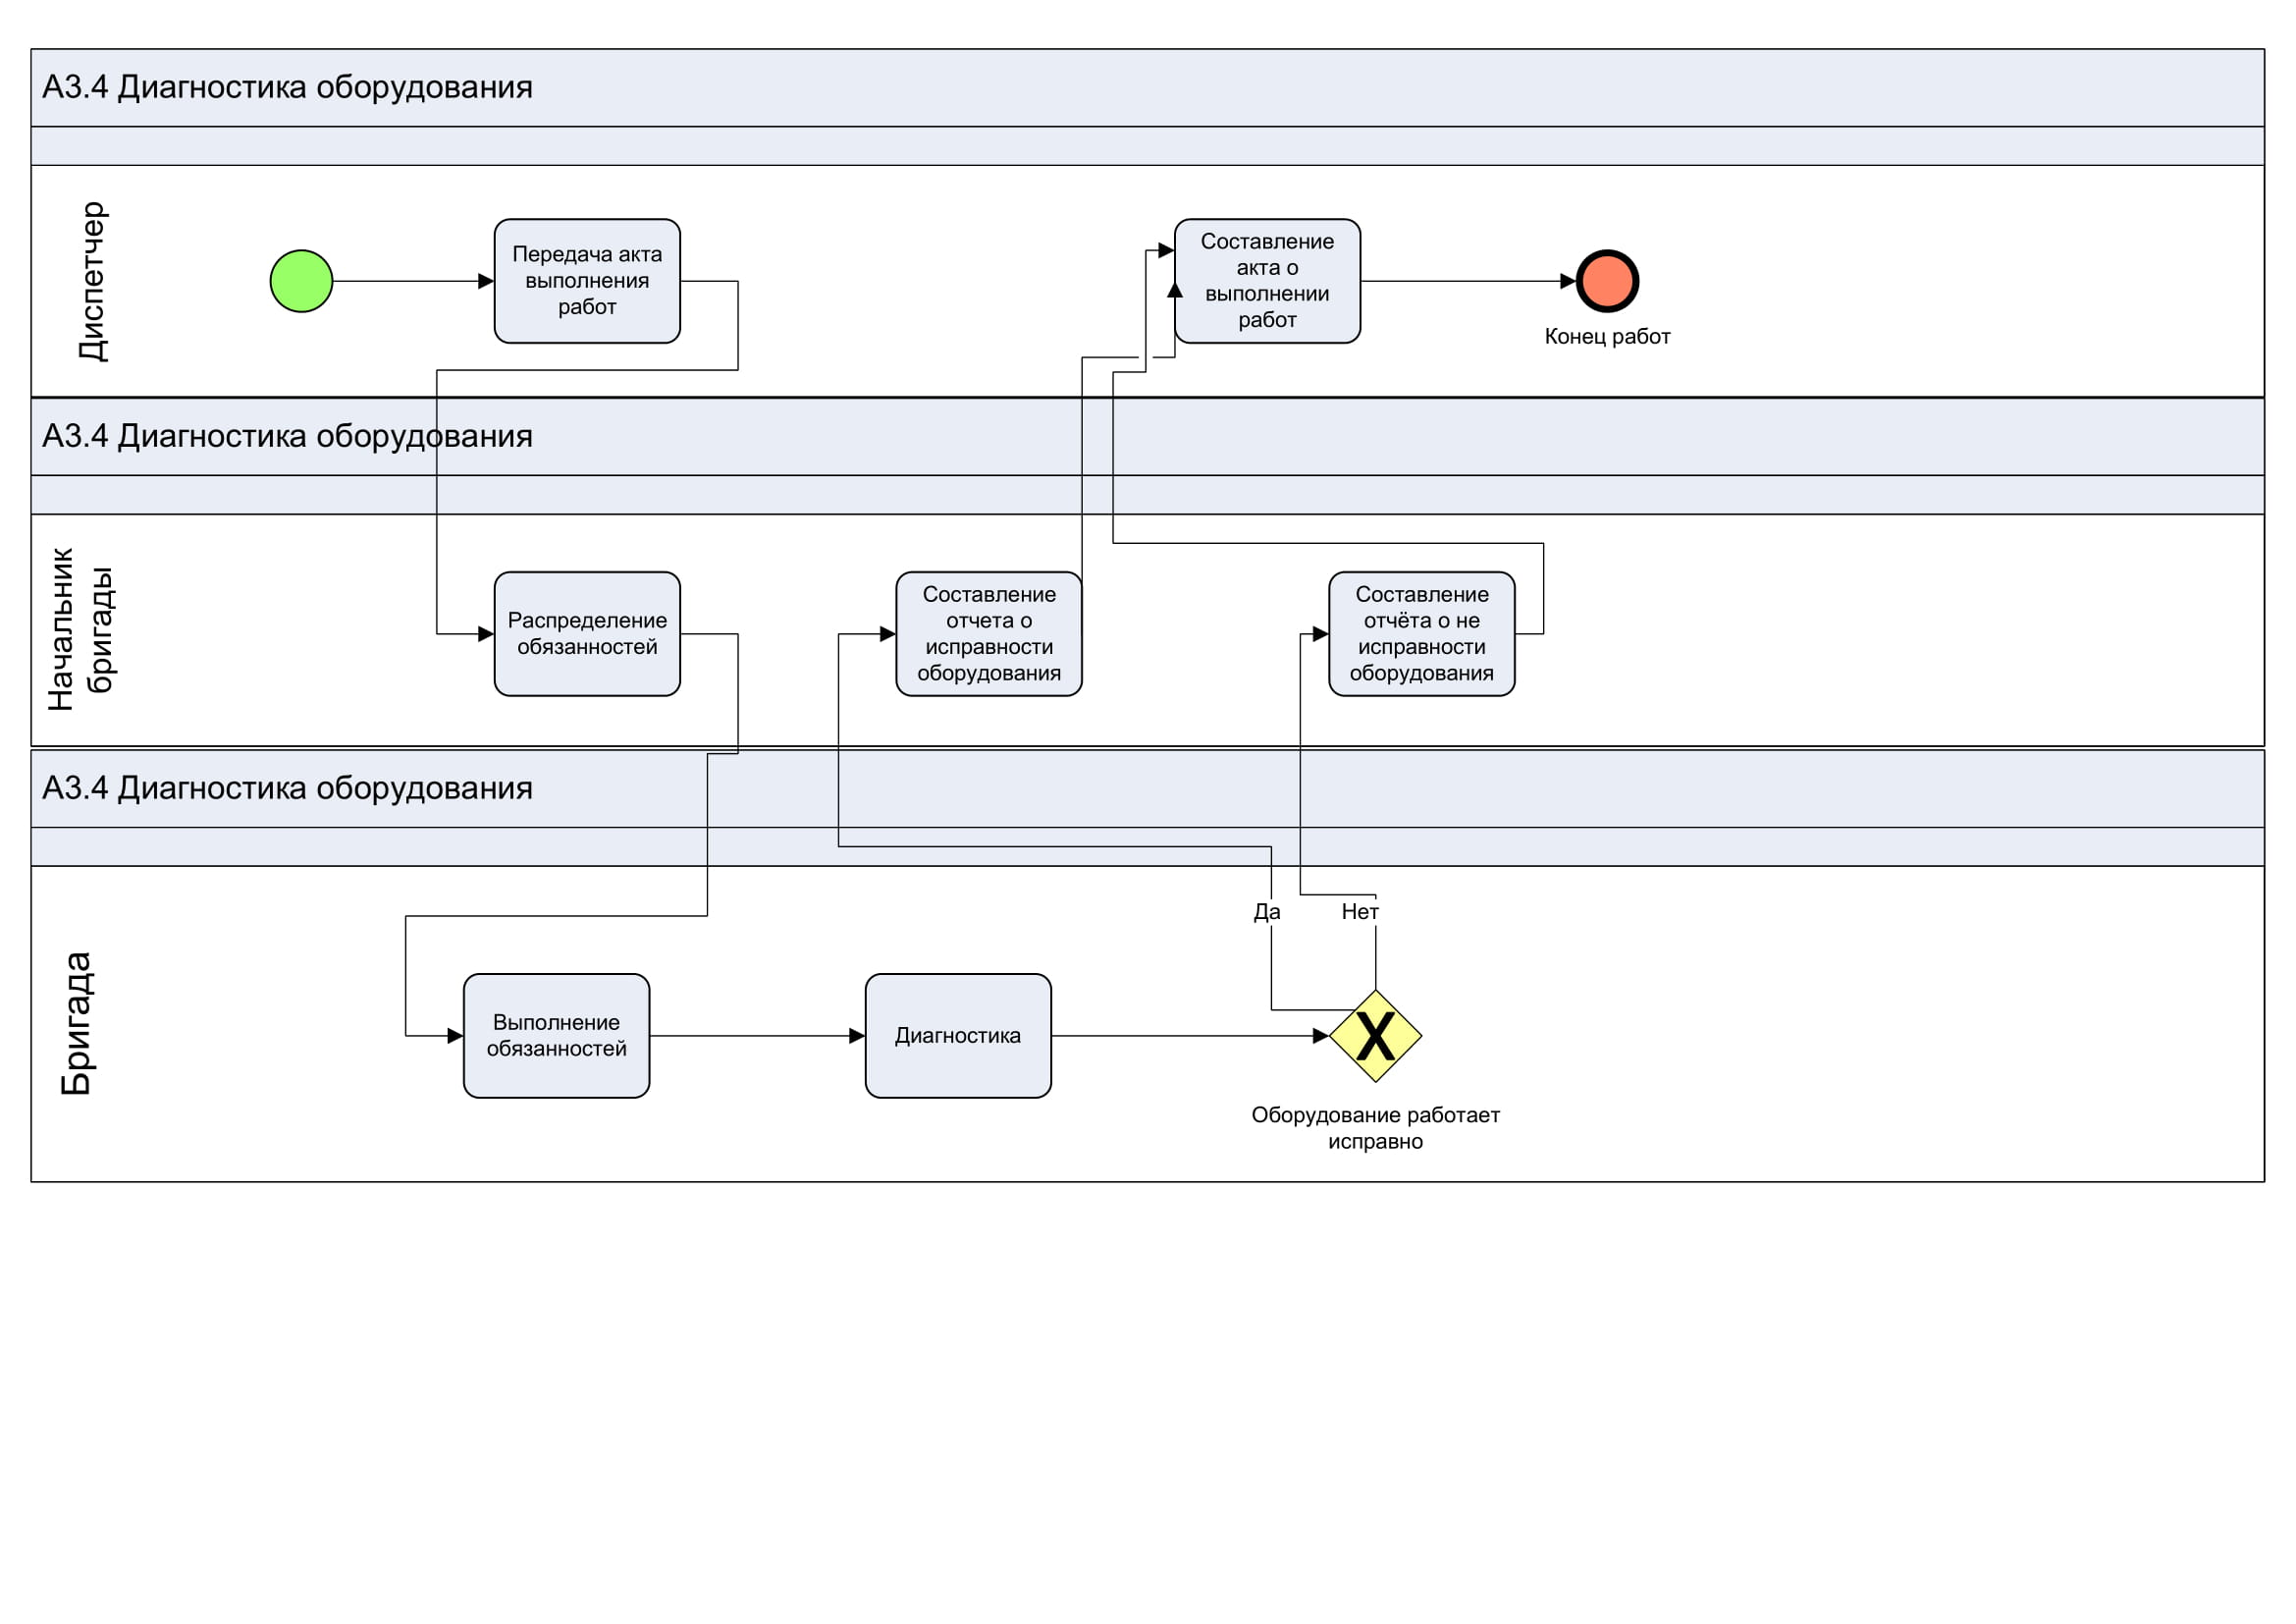 А3.4 Диагностика оборудования
Диспетчер
Передача акта
выполнения
работ
Составление
акта о
выполнении
работ
Конец работ
А3.4 Диагностика оборудования
Начальник
бригады
Распределение
обязанностей
Составление
отчета о
исправности
оборудования
Составление
отчёта о не
исправности
оборудования
А3.4 Диагностика оборудования
Бригада
Да
Нет
Выполнение
обязанностей
Диагностика
X
Оборудование работает
исправно